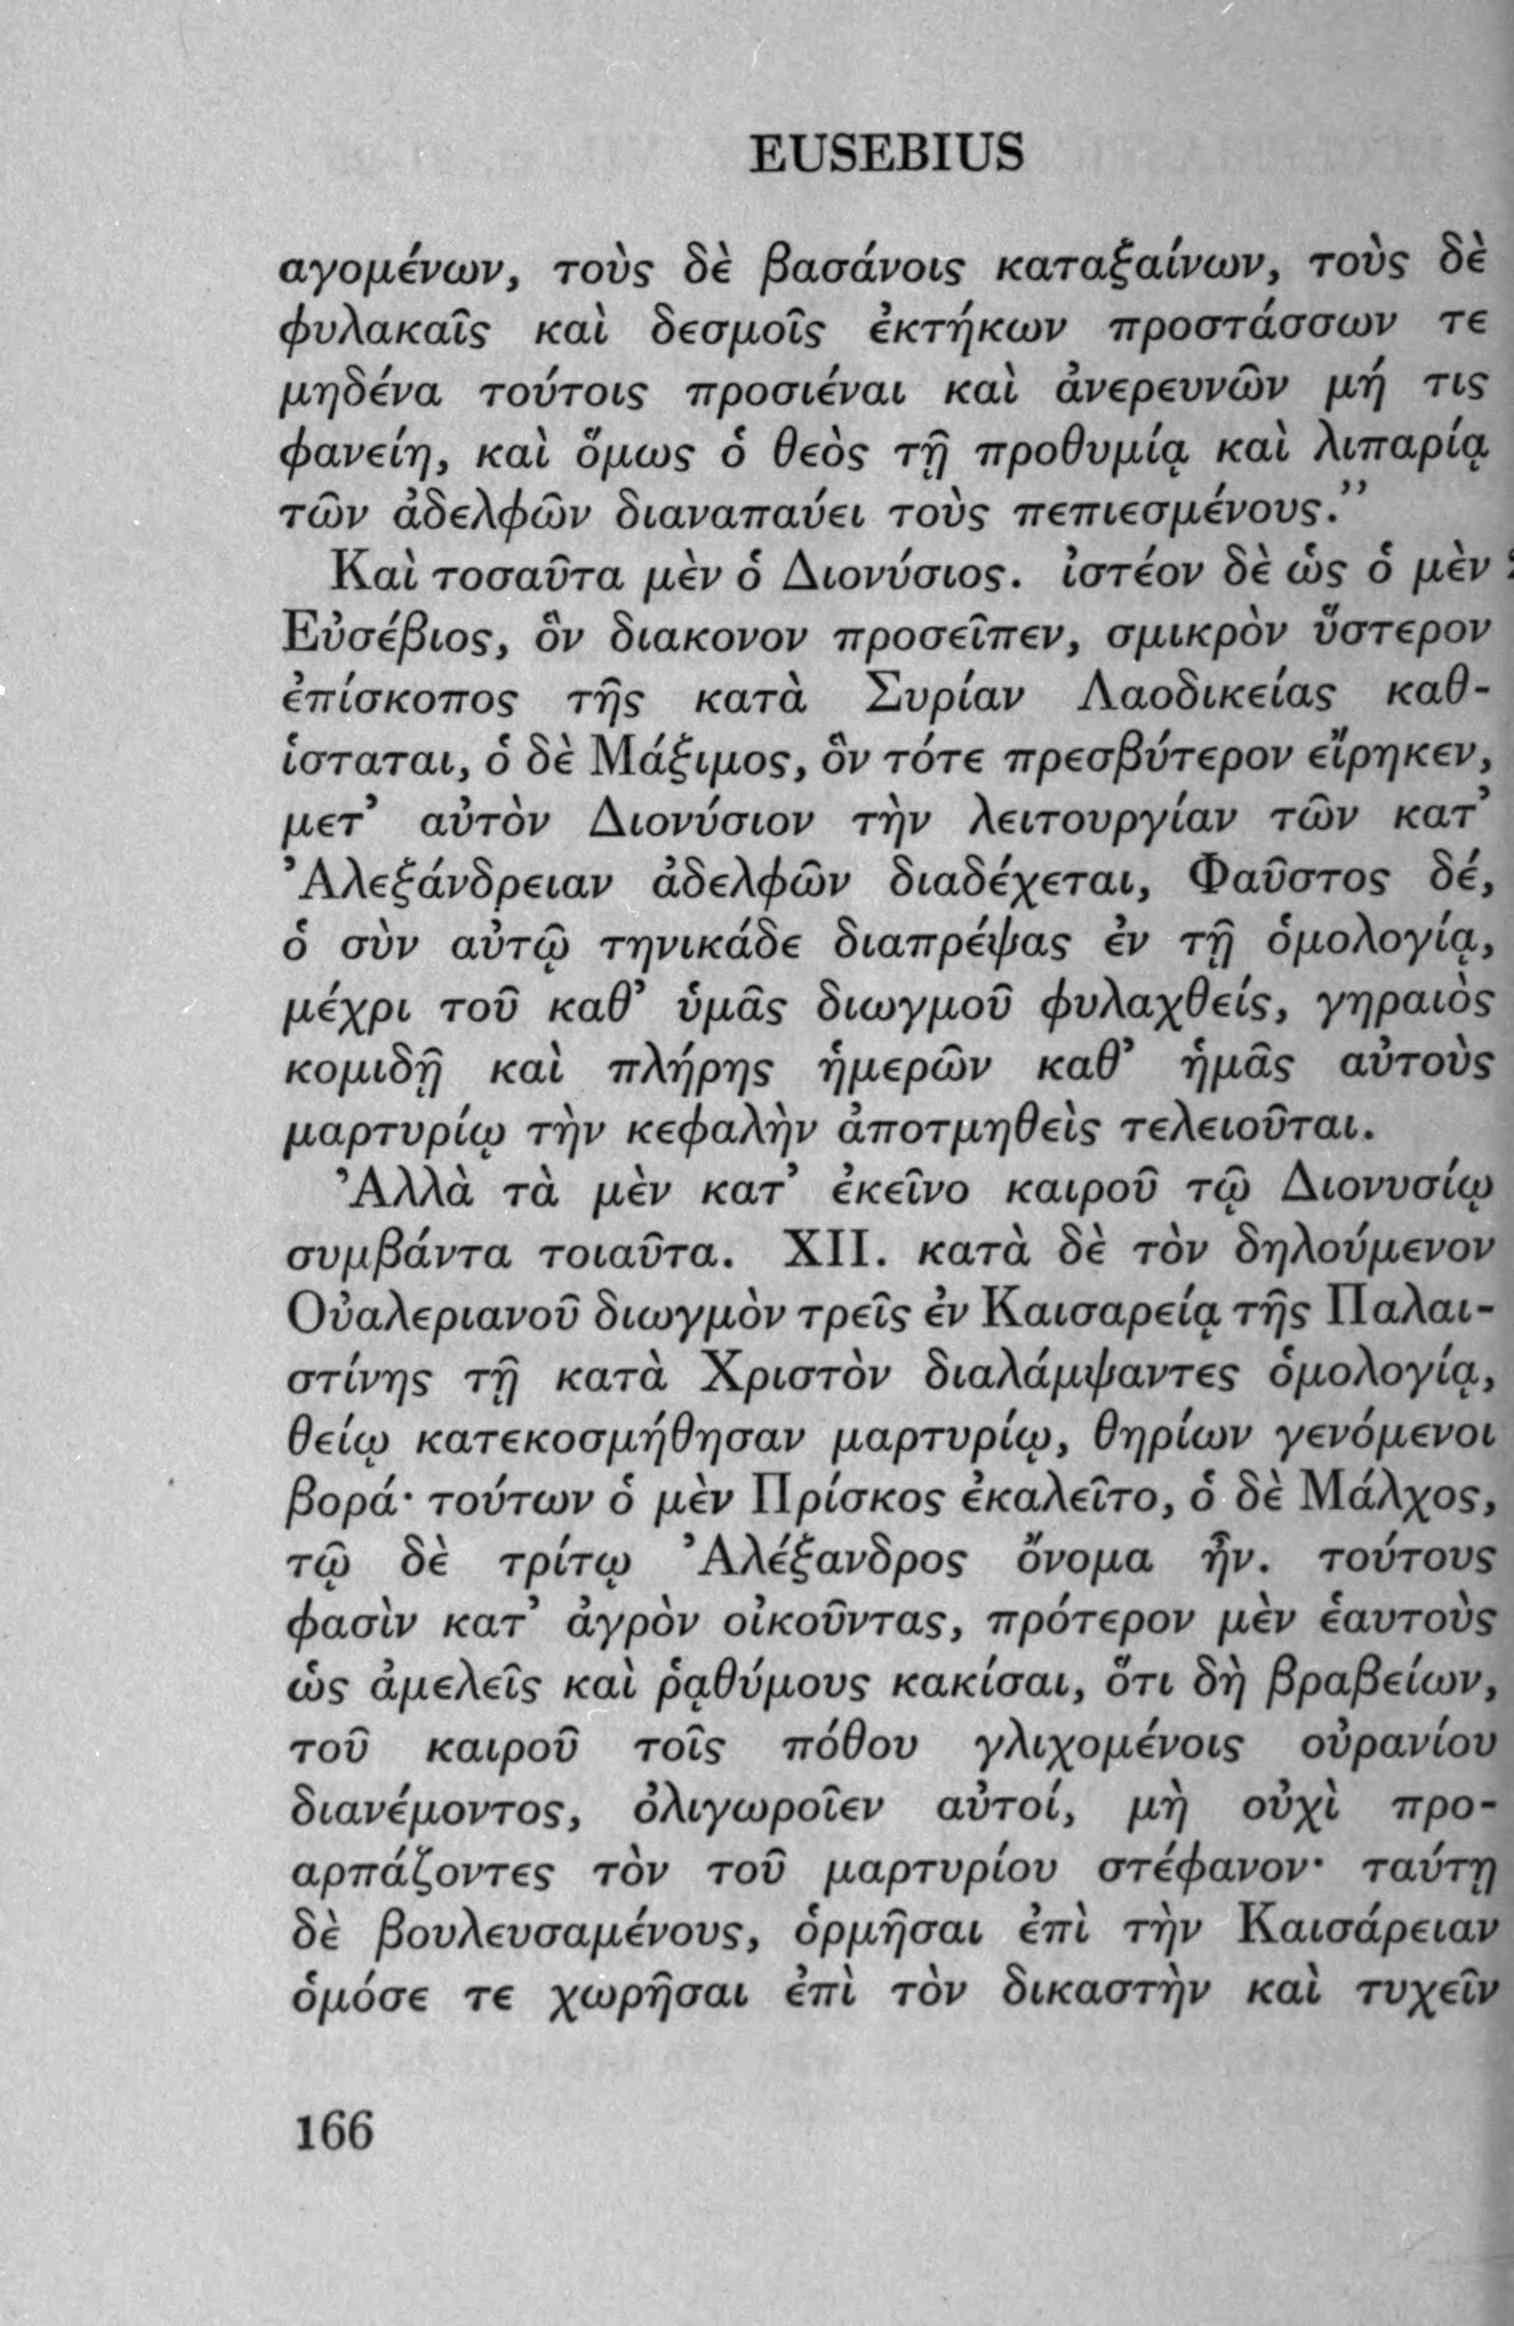 EUSEBIUS
αγομένων, τοὺς δὲ βασάνοις καταξαίνων, τοὺς δὲ
φυλακαῖς καὶ δεσμοῖς ἐκτήκων προστάσσων τε
μηδένα τούτοις προσιέναι καὶ ἀνερευνῶν μή τις
φανείη, καὶ ὅμως ὁ θεὸς τῇ προθυμίᾳ καὶ λιπαρίᾳ
τῶν ἀδελφῶν διαναπαύει τοὺς πεπιεσμένους.”
Καὶ τοσαῦτα μὲν ὁ Διονύσιος. ἰστέον δὲ ὡς ὁ μὲν
Εὐσέβιος, ὃν διακονον προσεῖπεν, σμικρὸν ὕστερον
ἐπίσκοπος τῆς κατὰ Συρίαν Λαοδικείας καθ-
ίσταται, ὁ δὲ Μάξιμος, ὃν τότε πρεσβύτερον εἴρηκεν,
μετ’ αὐτὸν Διονύσιον τὴν λειτουργίαν τῶν κατ’
Ἀλεξάνδρειαν ἀδελφῶν διαδέχεται, Φαῦστος δέ,
ὁ σὺν αὐτῷ τηνικάδε διαπρέψας ἐν τῇ ὁμολογίᾳ,
μέχρι τοῦ καθ’ ὑμᾶς διωγμοῦ φυλαχθείς, γηραιὸς
κομιδῇ καὶ πλήρης ἡμερῶν καθ’ ἡμᾶς αὐτοὺς
μαρτυρίῳ τὴν κεφαλὴν ἀποτμηθεὶς τελειοῦται.
Ἀλλὰ τὰ μὲν κατ’ ἐκεῖνο καιροῦ τῷ Διονυσίῳ
συμβάντα τοιαῦτα. XII. κατὰ δὲ τὸν δηλούμενον
Οὐαλεριανοῦ διωγμὸν τρεῖς ἐν Καισαρείᾳ τῆς Παλαι-
στίνης τῇ κατὰ Χριστὸν διαλάμψαντες ὁμολογίᾳ,
θείῳ κατεκοσμήθησαν μαρτυρίῳ, θηρίων γενόμενοι
βορά· τούτων ὁ μὲν Πρίσκος ἐκαλεῖτο, ὁ δὲ Μάλχος,
τῷ δὲ τρίτῳ Ἀλέξανδρος ὄνομα ἦν. τούτους
φασὶν κατ’ ἀγρὸν οἰκοῦντας, πρότερον μὲν ἑαυτοὺς
ὡς ἀμελεῖς καὶ ῥᾳθύμους κακίσαι, ὅτι δὴ βραβείων,
τοῦ καιροῦ τοῖς πόθου γλιχομένοις οὐρανίου
διανέμοντος, ὀλιγωροῖεν αὐτοί, μὴ οὐχὶ προ-
αρπάζοντες τὸν τοῦ μαρτυρίου στέφανον· ταύτῃ
δὲ βουλευσαμένους, ὁρμῆσαι ἐπὶ τὴν Καισάρειαν
ὁμόσε τε χωρῆσαι ἐπὶ τὸν δικαστὴν καὶ τυχεῖν
166